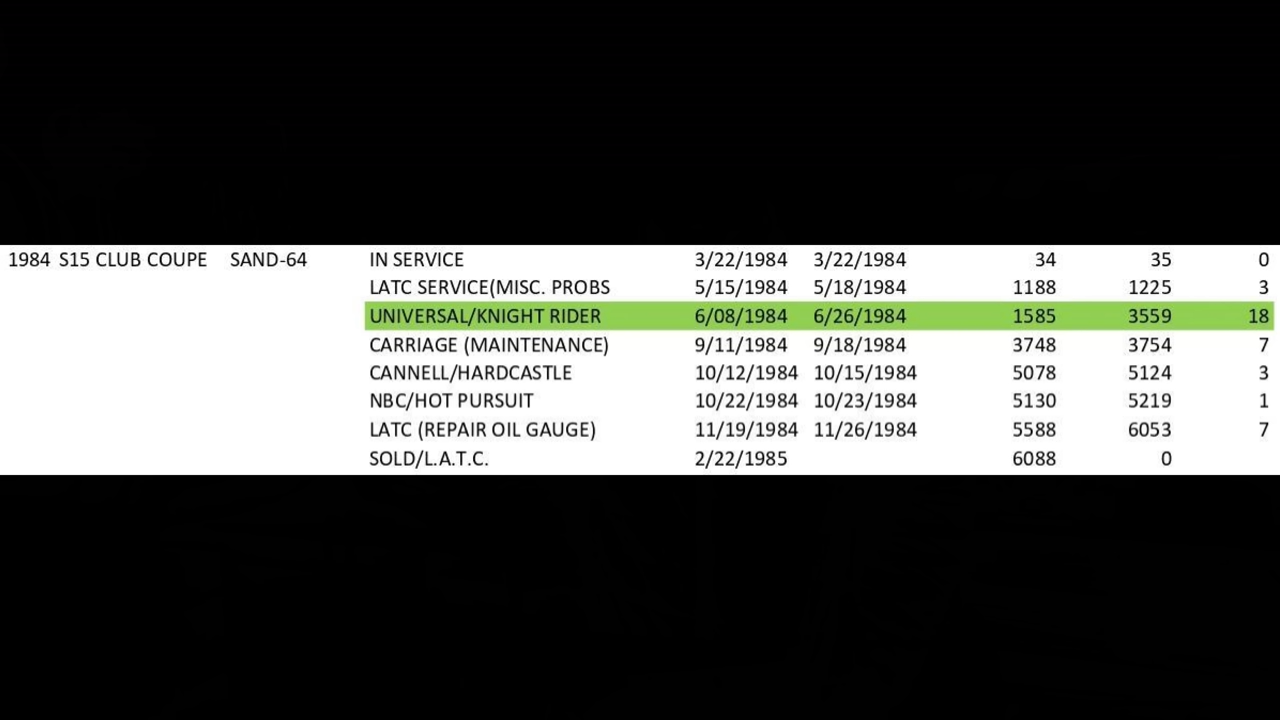 1984 S15 CLUB COUPE SAND-64 IN SERVICE 3/22/1984 3/22/1984 34 35 0
LATC SERVICE(MISC. PROBS 5/15/1984 5/18/1984 1188 1225 3
UNIVERSAL/KNIGHT RIDER 6/08/1984 6/26/1984 1585 3559 18
CARRIAGE (MAINTENANCE) 9/11/1984 9/18/1984 3748 3754 7
CANNELL/HARDCASTLE 10/12/1984 10/15/1984 5078 5124 3
NBC/HOT PURSUIT 10/22/1984 10/23/1984 5130 5219 1
LATC (REPAIR OIL GAUGE) 11/19/1984 11/26/1984 5588 6053 7
SOLD/L.A.T.C. 2/22/1985 6088 0